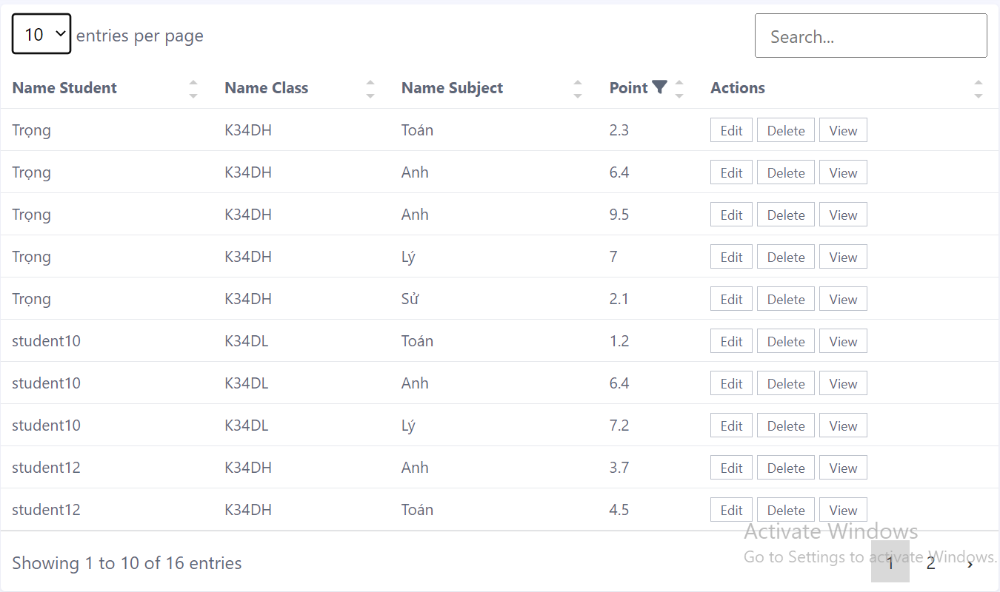 10 entries per page
Search...
Name Student Name Class Name Subject Point Actions
Trọng K34DH Toán 2.3 Edit Delete View
Trọng K34DH Anh 6.4 Edit Delete View
Trọng K34DH Anh 9.5 Edit Delete View
Trọng K34DH Lý 7 Edit Delete View
Trọng K34DH Sử 2.1 Edit Delete View
student10 K34DL Toán 1.2 Edit Delete View
student10 K34DL Anh 6.4 Edit Delete View
student10 K34DL Lý 7.2 Edit Delete View
student12 K34DH Anh 3.7 Edit Delete View
student12 K34DH Toán 4.5 Edit Delete View
Activate Windows
Go to Settings to activate Windows.
Showing 1 to 10 of 16 entries 1 2 ›